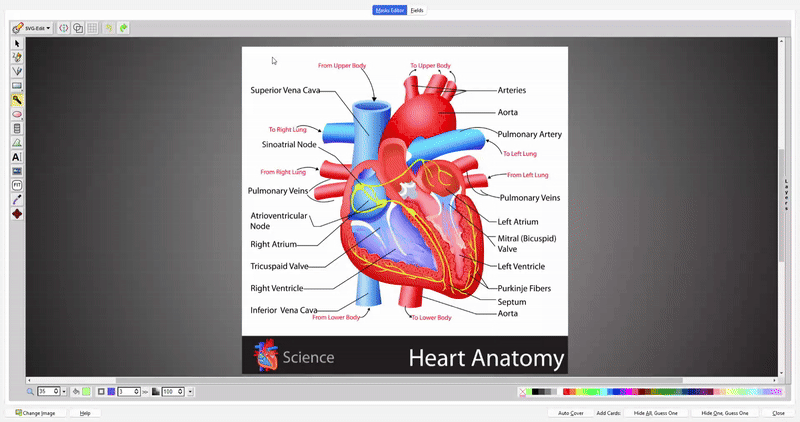 Masks Editor Fields
SVG-Edit
From Upper Body
To Upper Body
Superior Vena Cava
Arteries
Aorta
To Right Lung
Pulmonary Artery
Sinoatrial Node
To Left Lung
From Right Lung
From Left Lung
Pulmonary Veins
Pulmonary Veins
Atrioventricular
Node
Left Atrium
Right Atrium
Mitral (Bicuspid)
Valve
Tricuspid Valve
Left Ventricle
Right Ventricle
Purkinje Fibers
Septum
Inferior Vena Cava
Aorta
From Lower Body
To Lower Body
Science
Heart Anatomy
Layers
A
FIT
35
3
100
Change Image Help Auto Cover Add Cards: Hide All, Guess One Hide One, Guess One Close